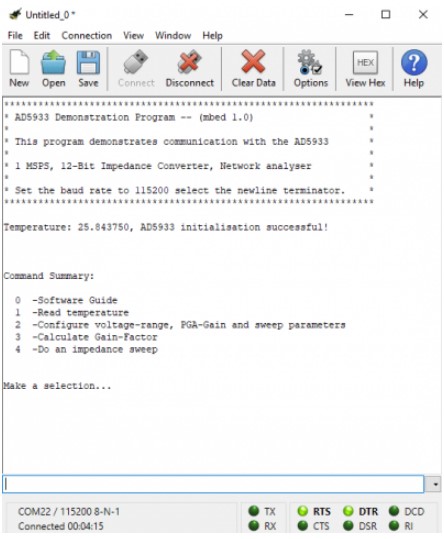 Untitled_0 *
File Edit Connection View Window Help
New Open Save Connect Disconnect Clear Data Options HEX View Hex Help
*****************************************************************
* AD5933 Demonstration Program -- (mbed 1.0) *
* *
* This program demonstrates communication with the AD5933 *
* *
* 1 MSPS, 12-Bit Impedance Converter, Network analyser *
* *
* Set the baud rate to 115200 select the newline terminator. *
*****************************************************************
Temperature: 25.843750, AD5933 initialisation successful!
Command Summary:
0 -Software Guide
1 -Read temperature
2 -Configure voltage-range, PGA-Gain and sweep parameters
3 -Calculate Gain-Factor
4 -Do an impedance sweep
Make a selection...
COM22 / 115200 8-N-1
Connected 00:04:15
TX RTS DTR DCD
RX CTS DSR RI